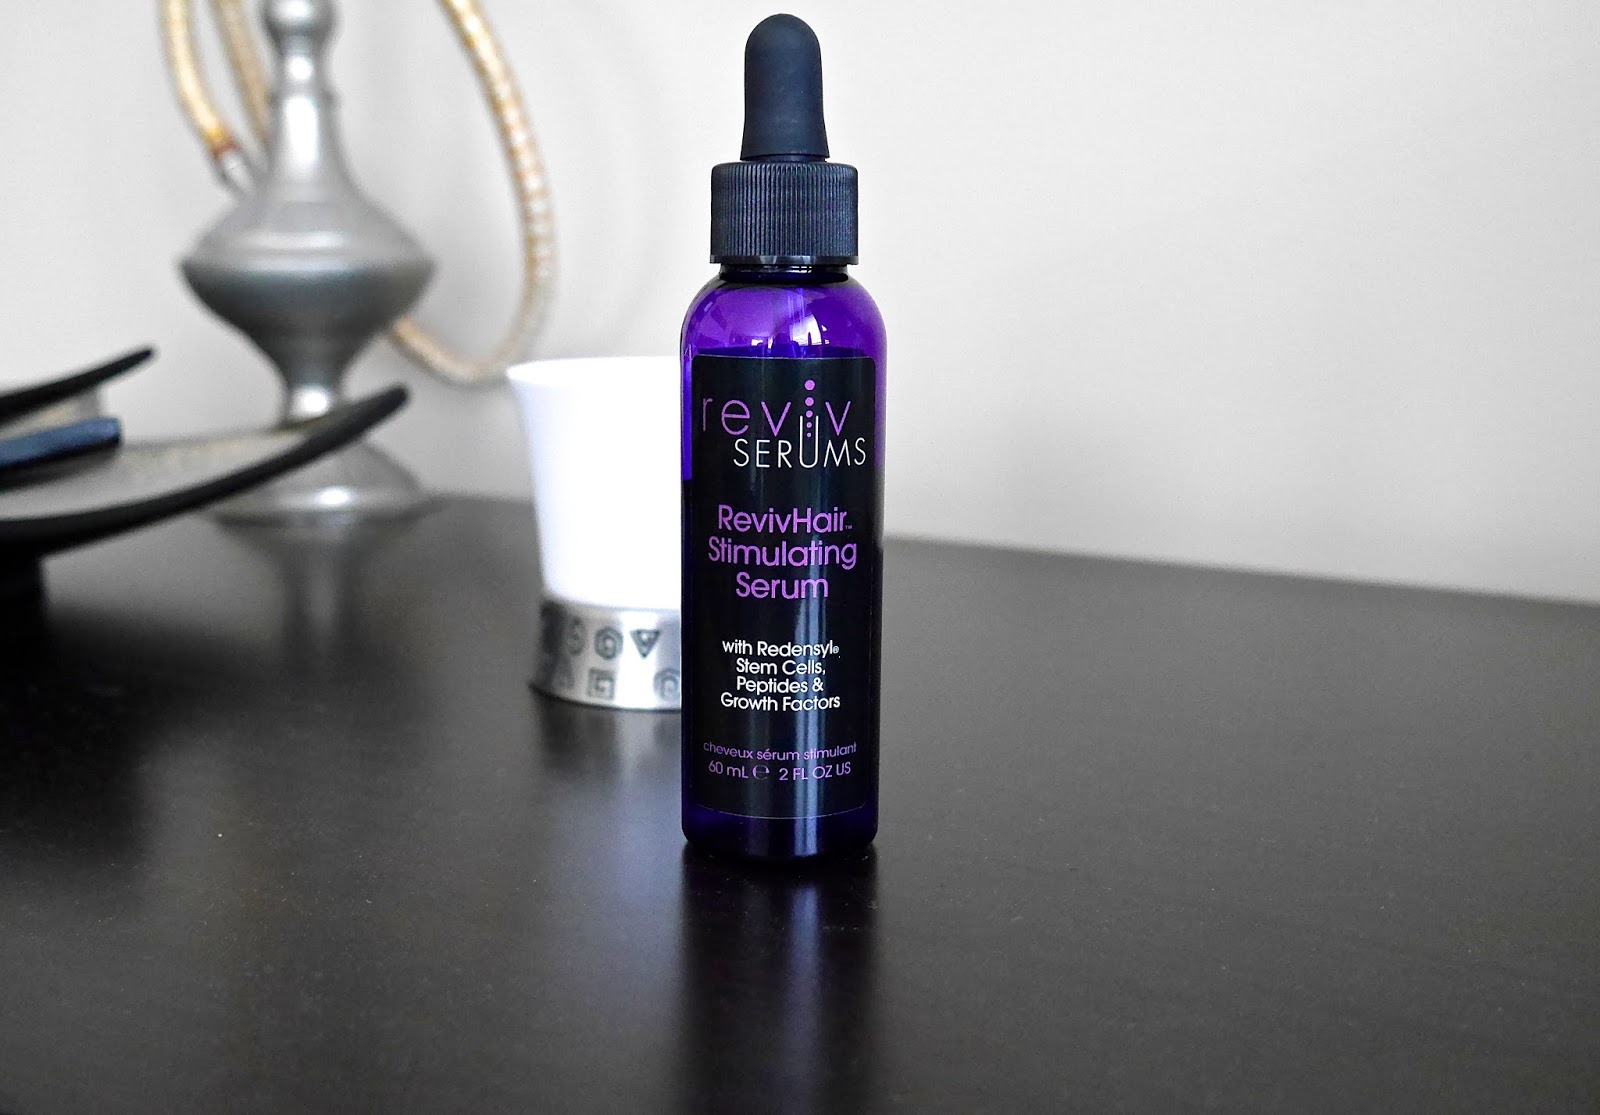 reviv
SERUMS
RevivHair™
Stimulating
Serum
with Redensyl®
Stem Cells,
Peptides &
Growth Factors
cheveux sérum stimulant
60 mL ℮ 2 FL OZ US